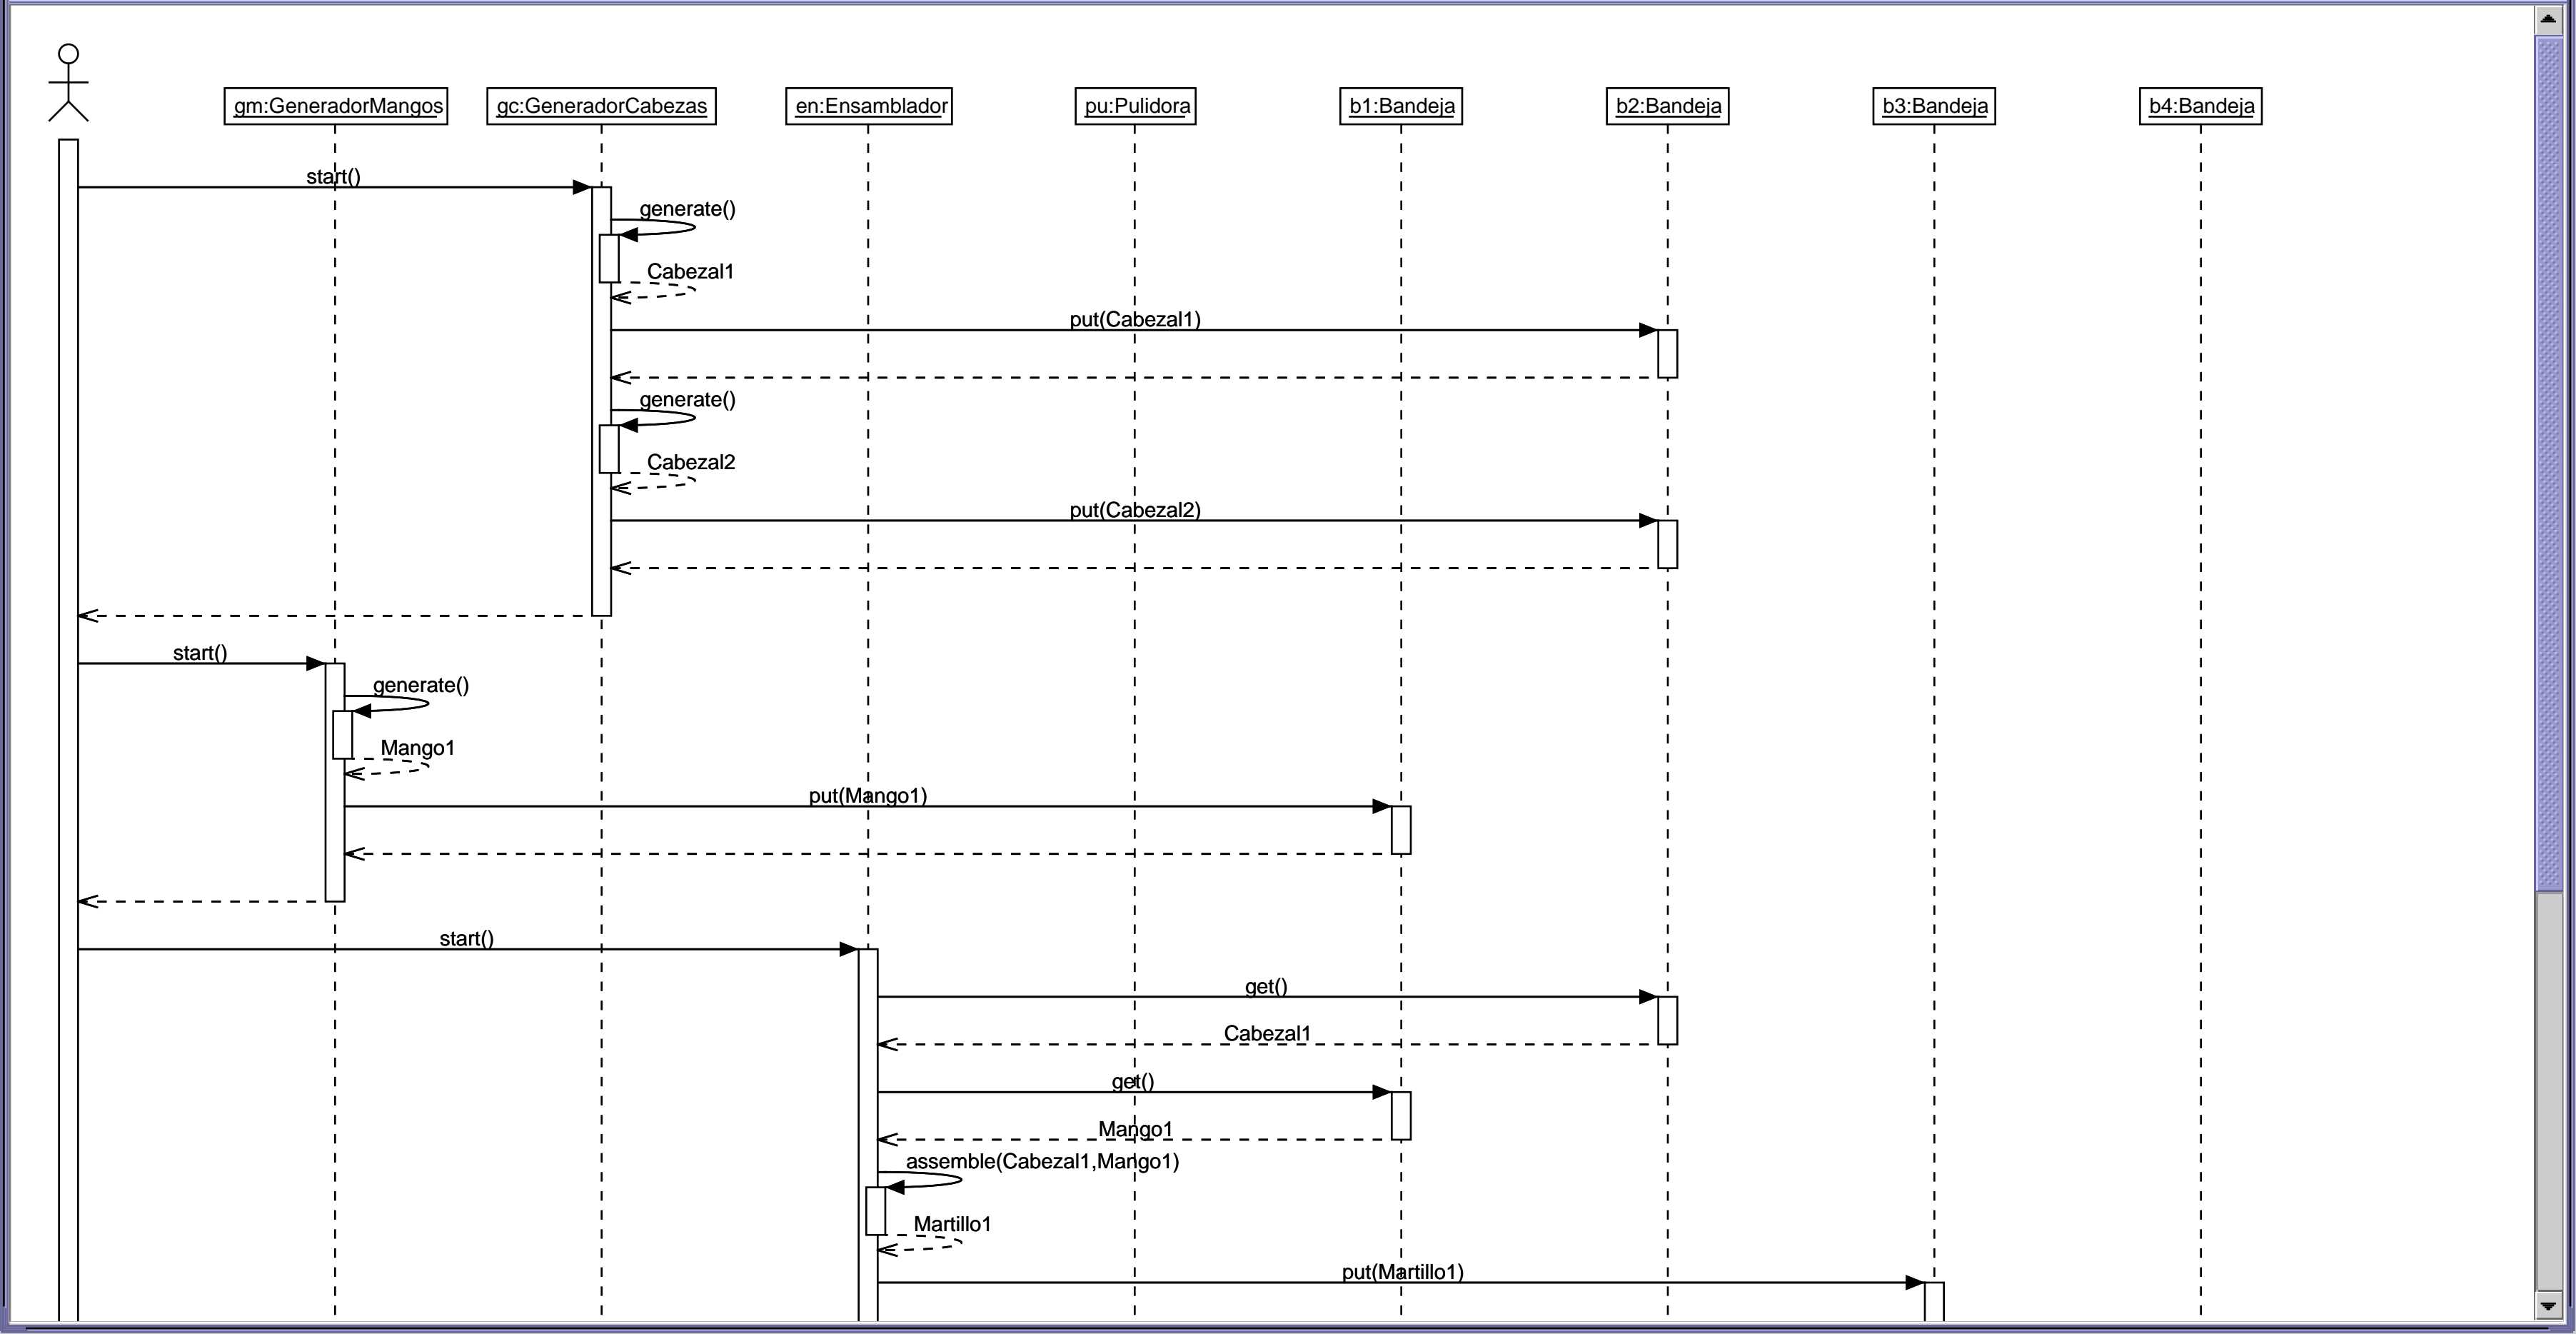 gm:GeneradorMangos
gc:GeneradorCabezas
en:Ensamblador
pu:Pulidora
b1:Bandeja
b2:Bandeja
b3:Bandeja
b4:Bandeja
start()
generate()
Cabezal1
put(Cabezal1)
generate()
Cabezal2
put(Cabezal2)
start()
generate()
Mango1
put(Mango1)
start()
get()
Cabezal1
get()
Mango1
assemble(Cabezal1,Mango1)
Martillo1
put(Martillo1)